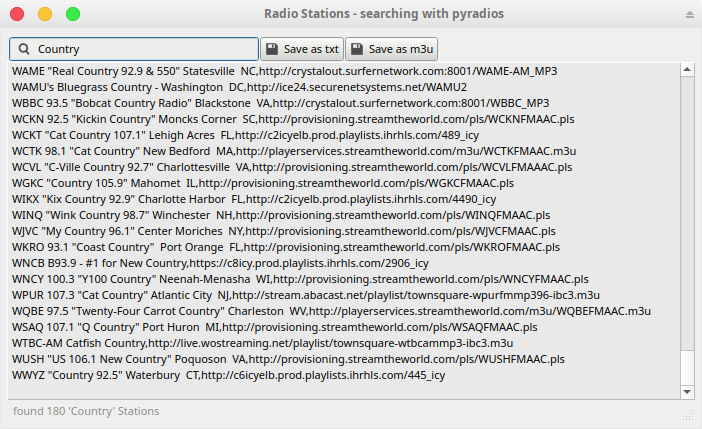 Radio Stations - searching with pyradios
Country
Save as txt
Save as m3u
WAME "Real Country 92.9 & 550" Statesville  NC,http://crystalout.surfernetwork.com:8001/WAME-AM_MP3
WAMU's Bluegrass Country - Washington  DC,http://ice24.securenetsystems.net/WAMU2
WBBC 93.5 "Bobcat Country Radio" Blackstone  VA,http://crystalout.surfernetwork.com:8001/WBBC_MP3
WCKN 92.5 "Kickin Country" Moncks Corner  SC,http://provisioning.streamtheworld.com/pls/WCKNFMAAC.pls
WCKT "Cat Country 107.1" Lehigh Acres  FL,http://c2icyelb.prod.playlists.ihrhls.com/489_icy
WCTK 98.1 "Cat Country" New Bedford  MA,http://playerservices.streamtheworld.com/m3u/WCTKFMAAC.m3u
WCVL "C-Ville Country 92.7" Charlottesville  VA,http://provisioning.streamtheworld.com/pls/WCVLFMAAAC.pls
WGKC "Country 105.9" Mahomet  IL,http://provisioning.streamtheworld.com/pls/WGKCFMAAC.pls
WIKX "Kix Country 92.9" Charlotte Harbor  FL,http://c2icyelb.prod.playlists.ihrhls.com/4490_icy
WINQ "Wink Country 98.7" Winchester  NH,http://provisioning.streamtheworld.com/pls/WINQFMAAC.pls
WJVC "My Country 96.1" Center Moriches  NY,http://provisioning.streamtheworld.com/pls/WJVCFMAAC.pls
WKRO 93.1 "Coast Country"  Port Orange  FL,http://provisioning.streamtheworld.com/pls/WKROFMAAC.pls
WNCB B93.9 - #1 for New Country,https://c8icy.prod.playlists.ihrhls.com/2906_icy
WNCY 100.3 "Y100 Country" Neenah-Menasha  WI,http://provisioning.streamtheworld.com/pls/WNCYFMAAC.pls
WPUR 107.3 "Cat Country" Atlantic City  NJ,http://stream.abacast.net/playlist/townsquare-wpurfmmp396-ibc3.m3u
WQBE 97.5 "Twenty-Four Carrot Country" Charleston  WV,http://playerservices.streamtheworld.com/m3u/WQBEFMAAC.m3u
WSAQ 107.1 "Q Country" Port Huron  MI,http://provisioning.streamtheworld.com/pls/WSAQFMAAC.pls
WTBC-AM Catfish Country,http://live.wostreaming.net/playlist/townsquare-wtbcammp3-ibc3.m3u
WUSH "US 106.1 New Country" Poquoson  VA,http://provisioning.streamtheworld.com/pls/WUSHFMAAC.pls
WWYZ "Country 92.5" Waterbury  CT,http://c6icyelb.prod.playlists.ihrhls.com/445_icy
found 180 'Country' Stations